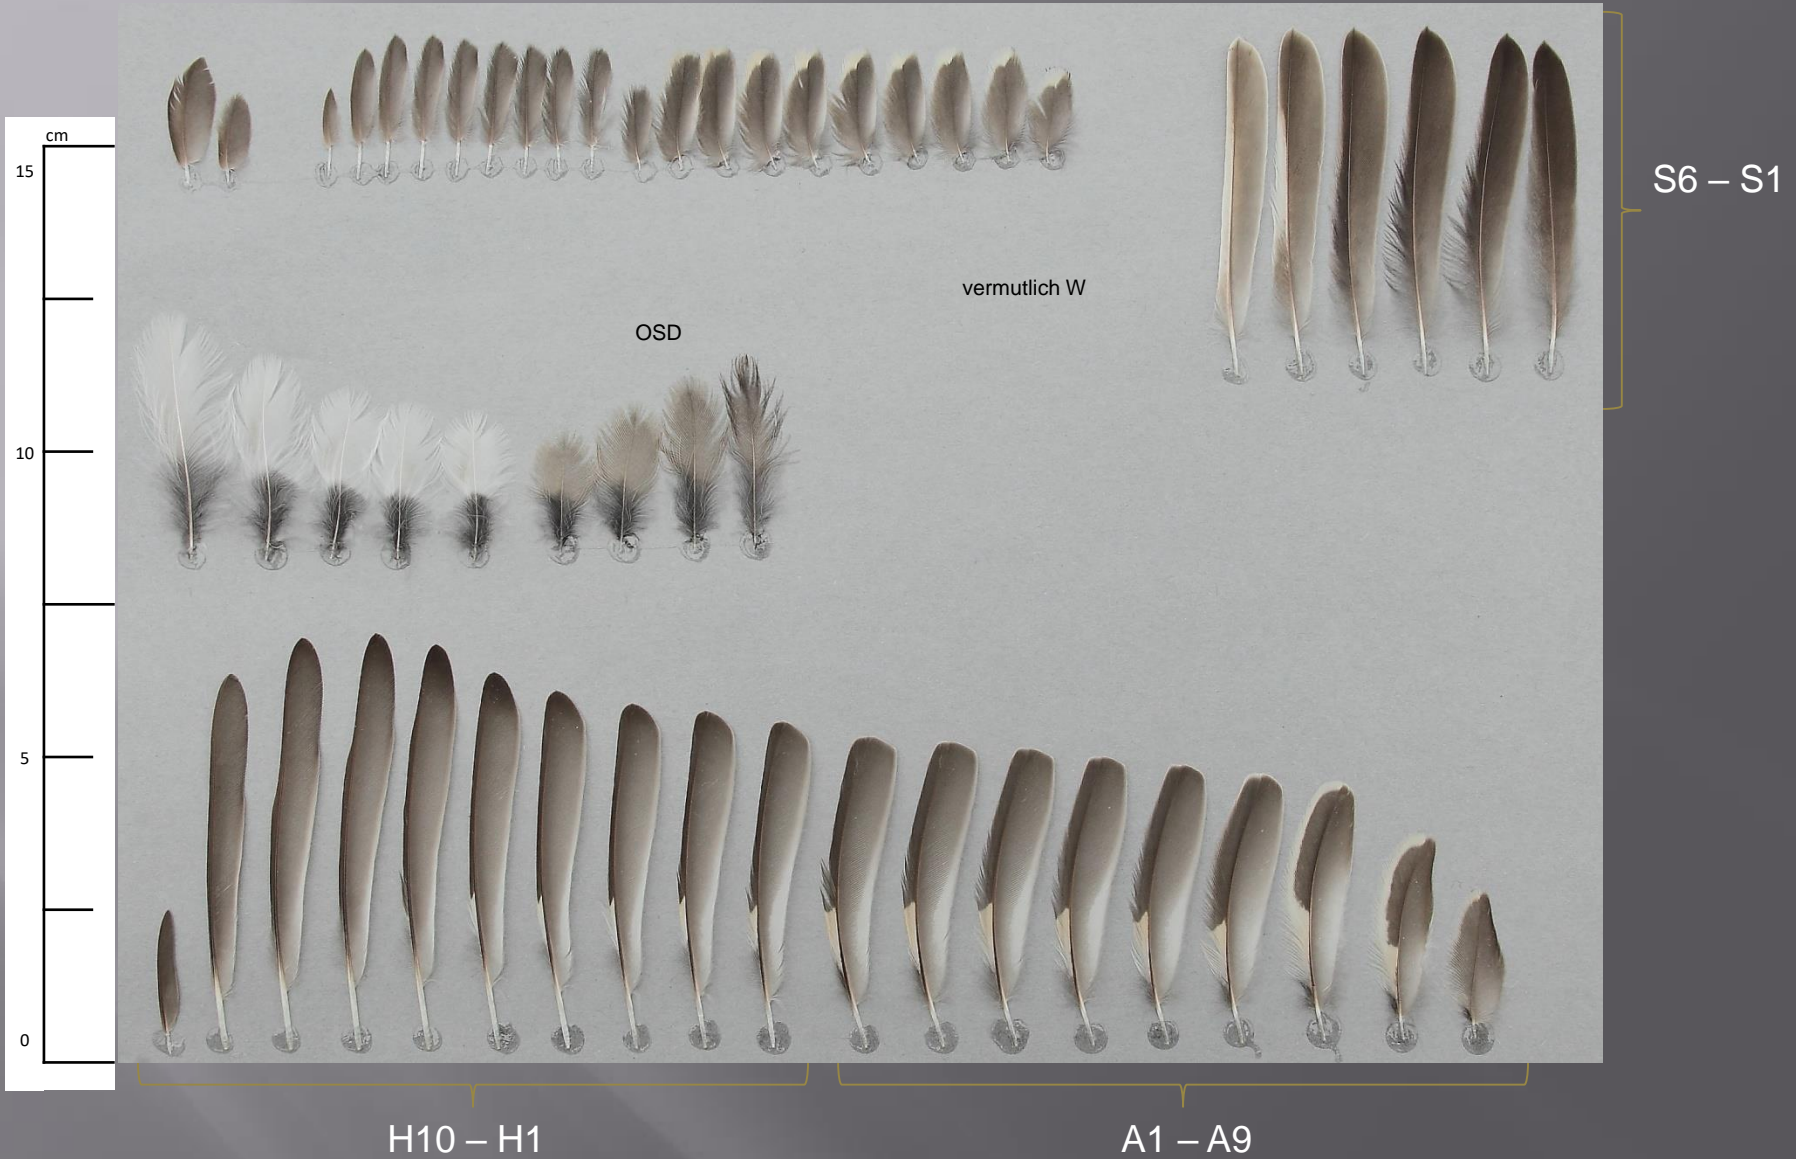 cm
15
S6 – S1
vermutlich W
OSD
10
5
0
H10 – H1
A1 – A9